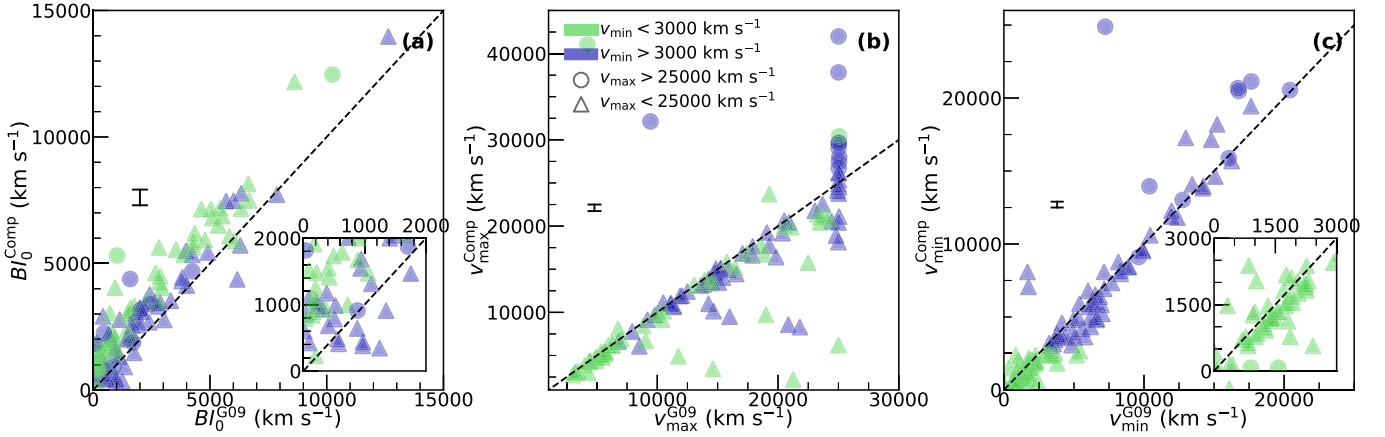 15000
10000
5000
0
BI₀^Comp (km s⁻¹)
(a)
0 1000 2000
2000
1000
0
0 5000 10000 15000
BI₀^G09 (km s⁻¹)
v_min < 3000 km s⁻¹
v_min > 3000 km s⁻¹
v_max > 25000 km s⁻¹
v_max < 25000 km s⁻¹
(b)
40000
30000
20000
10000
v_max^Comp (km s⁻¹)
10000 20000 30000
v_max^G09 (km s⁻¹)
(c)
20000
10000
0
v_min^Comp (km s⁻¹)
0 1500 3000
3000
1500
0
0 10000 20000
v_min^G09 (km s⁻¹)